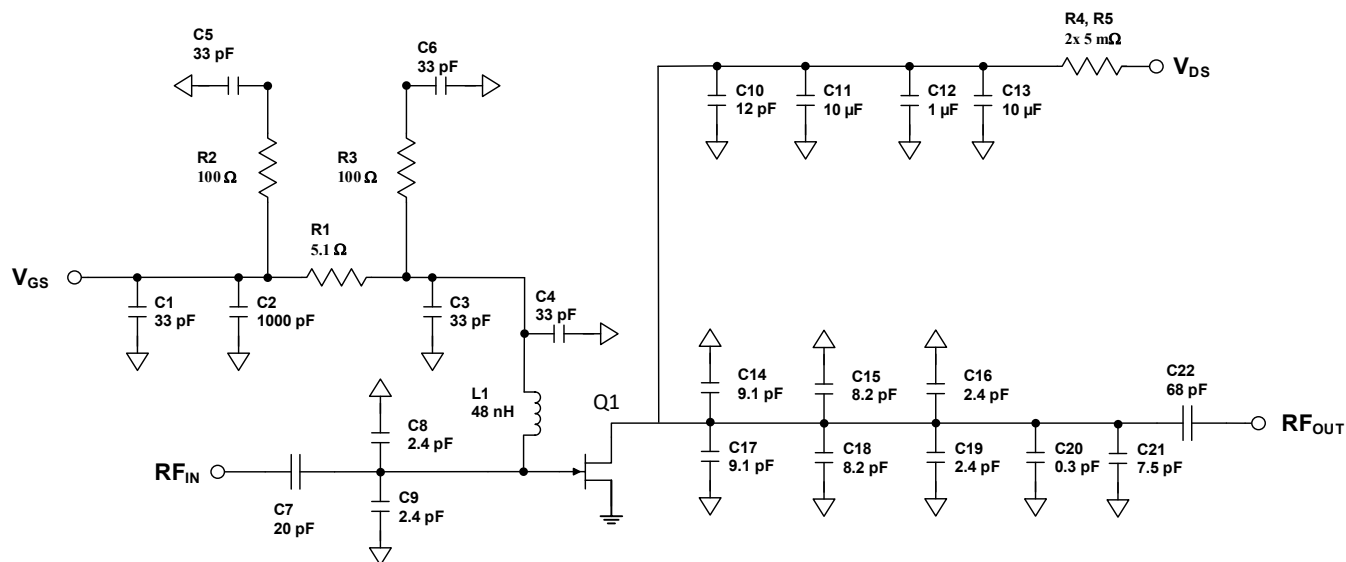 R4, R5
2x 5 mΩ
VDS
C5
33 pF
C6
33 pF
C10
12 pF
C11
10 µF
C12
1 µF
C13
10 µF
R2
100 Ω
R3
100 Ω
R1
5.1 Ω
VGS
C1
33 pF
C2
1000 pF
C3
33 pF
C4
33 pF
L1
48 nH
Q1
C14
9.1 pF
C15
8.2 pF
C16
2.4 pF
C22
68 pF
RFOUT
C8
2.4 pF
RFIN
C7
20 pF
C9
2.4 pF
C17
9.1 pF
C18
8.2 pF
C19
2.4 pF
C20
0.3 pF
C21
7.5 pF